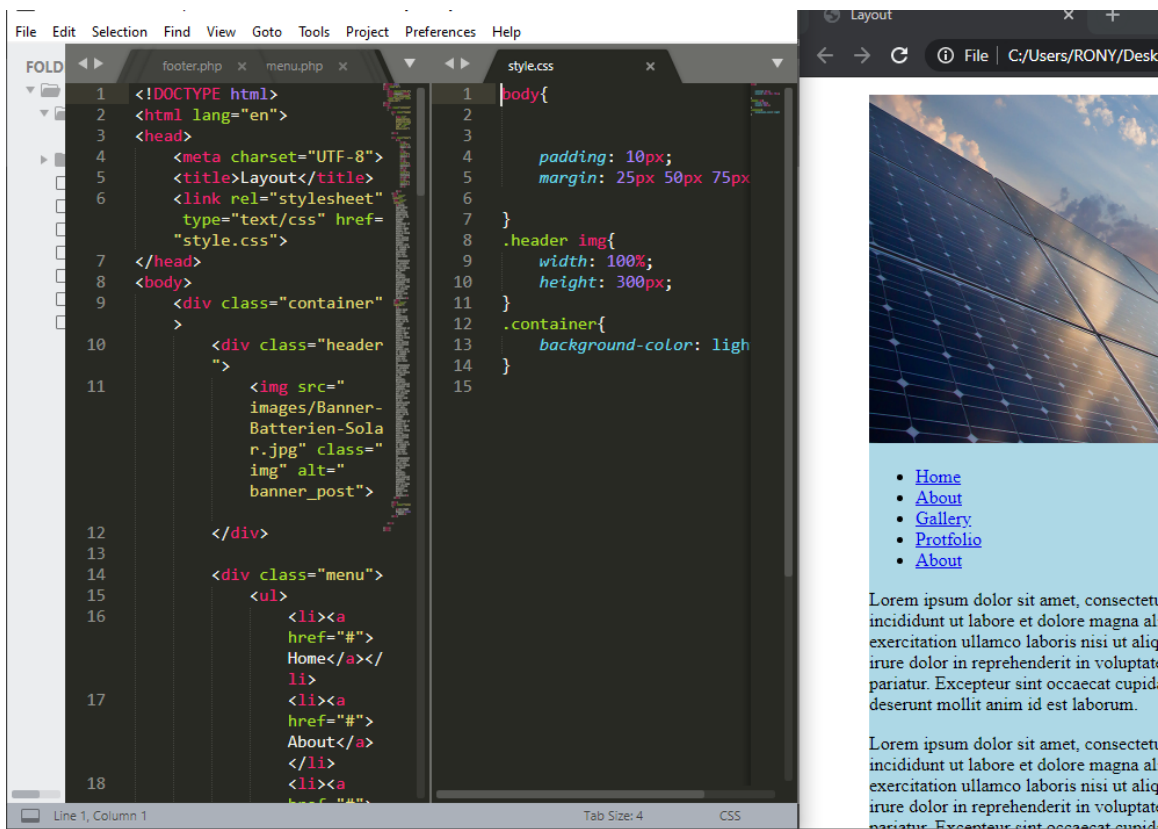 File Edit Selection Find View Goto Tools Project Preferences Help
FOLD
footer.php × menu.php ×
1 <!DOCTYPE html>
2 <html lang="en">
3 <head>
4 <meta charset="UTF-8">
5 <title>Layout</title>
6 <link rel="stylesheet"
type="text/css" href=
"style.css">
7 </head>
8 <body>
9 <div class="container"
>
10 <div class="header
">
11 <img src="
images/Banner-
Batterien-Sola
r.jpg" class="
img" alt="
banner_post">
12 </div>
13
14 <div class="menu">
15 <ul>
16 <li><a
href="#">
Home</a></
li>
17 <li><a
href="#">
About</a>
</li>
18 <li><a
href="#">
style.css ×
1 body{
2
3
4 padding: 10px;
5 margin: 25px 50px 75px
6
7 }
8 .header img{
9 width: 100%;
10 height: 300px;
11 }
12 .container{
13 background-color: ligh
14 }
15
Line 1, Column 1 Tab Size: 4 CSS
Layout × +
File | C:/Users/RONY/Desk
Home
About
Gallery
Protfolio
About
Lorem ipsum dolor sit amet, consectetu
incididunt ut labore et dolore magna ali
exercitation ullamco laboris nisi ut aliq
irure dolor in reprehenderit in voluptate
pariatur. Excepteur sint occaecat cupida
deserunt mollit anim id est laborum.
Lorem ipsum dolor sit amet, consectetu
incididunt ut labore et dolore magna ali
exercitation ullamco laboris nisi ut aliq
irure dolor in reprehenderit in voluptate
pariatur. Excepteur sint occaecat cupida